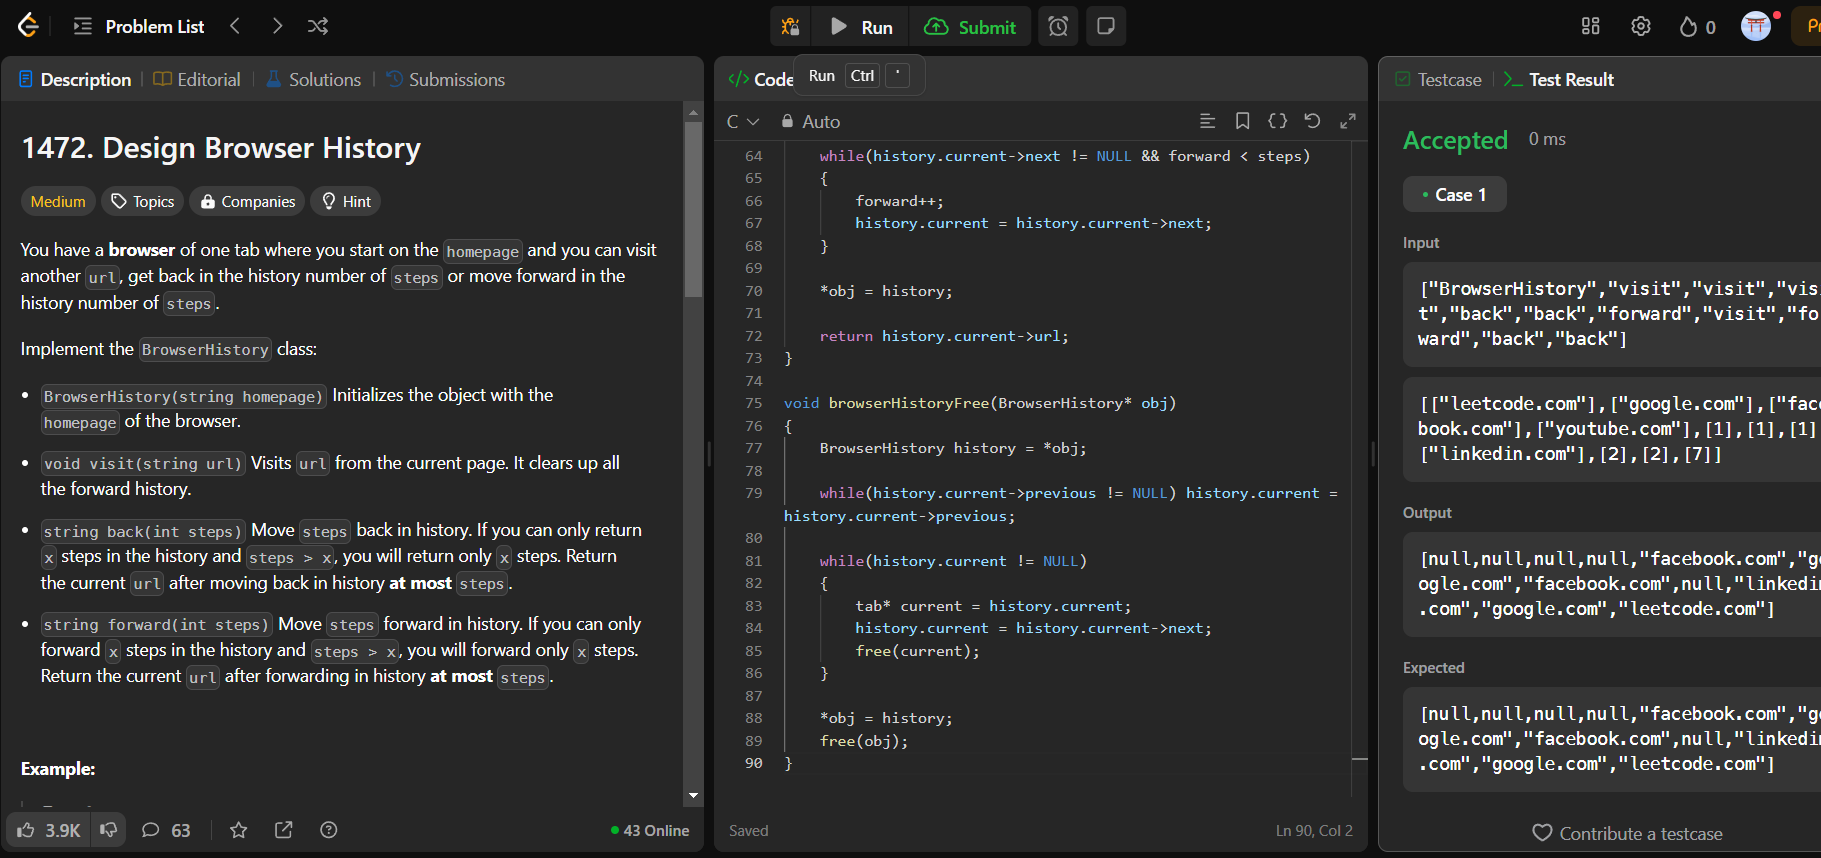 Problem List
Run
Submit
0
Description
Editorial
Solutions
Submissions
1472. Design Browser History
Medium
Topics
Companies
Hint
You have a browser of one tab where you start on the homepage and you can visit
another url, get back in the history number of steps or move forward in the
history number of steps.
Implement the BrowserHistory class:
• BrowserHistory(string homepage) Initializes the object with the
homepage of the browser.
• void visit(string url) Visits url from the current page. It clears up all
the forward history.
• string back(int steps) Move steps back in history. If you can only return
x steps in the history and steps > x, you will return only x steps. Return
the current url after moving back in history at most steps.
• string forward(int steps) Move steps forward in history. If you can only
forward x steps in the history and steps > x, you will forward only x steps.
Return the current url after forwarding in history at most steps.
Example:
3.9K
63
43 Online
</> Code
Run Ctrl '
C
Auto
64 while(history.current->next != NULL && forward < steps)
65 {
66 forward++;
67 history.current = history.current->next;
68 }
69
70 *obj = history;
71
72 return history.current->url;
73 }
74
75 void browserHistoryFree(BrowserHistory* obj)
76 {
77 BrowserHistory history = *obj;
78
79 while(history.current->previous != NULL) history.current =
history.current->previous;
80
81 while(history.current != NULL)
82 {
83 tab* current = history.current;
84 history.current = history.current->next;
85 free(current);
86 }
87
88 *obj = history;
89 free(obj);
90 }
Saved
Ln 90, Col 2
Testcase
Test Result
Accepted 0 ms
• Case 1
Input
["BrowserHistory","visit","visit","vis
t","back","back","forward","visit","fo
ward","back","back"]
[["leetcode.com"],["google.com"],["fac
book.com"],["youtube.com"],[1],[1],[1]
["linkedin.com"],[2],[2],[7]]
Output
[null,null,null,null,"facebook.com","g
ogle.com","facebook.com",null,"linkedi
.com","google.com","leetcode.com"]
Expected
[null,null,null,null,"facebook.com","g
ogle.com","facebook.com",null,"linkedi
.com","google.com","leetcode.com"]
Contribute a testcase